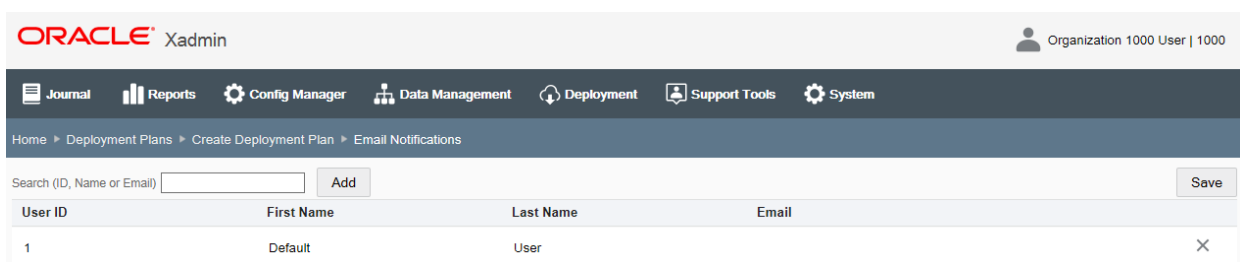 ORACLE Xadmin
Organization 1000 User | 1000
Journal Reports Config Manager Data Management Deployment Support Tools System
Home ▶ Deployment Plans ▶ Create Deployment Plan ▶ Email Notifications
Search (ID, Name or Email) Add Save
User ID First Name Last Name Email
1 Default User ×